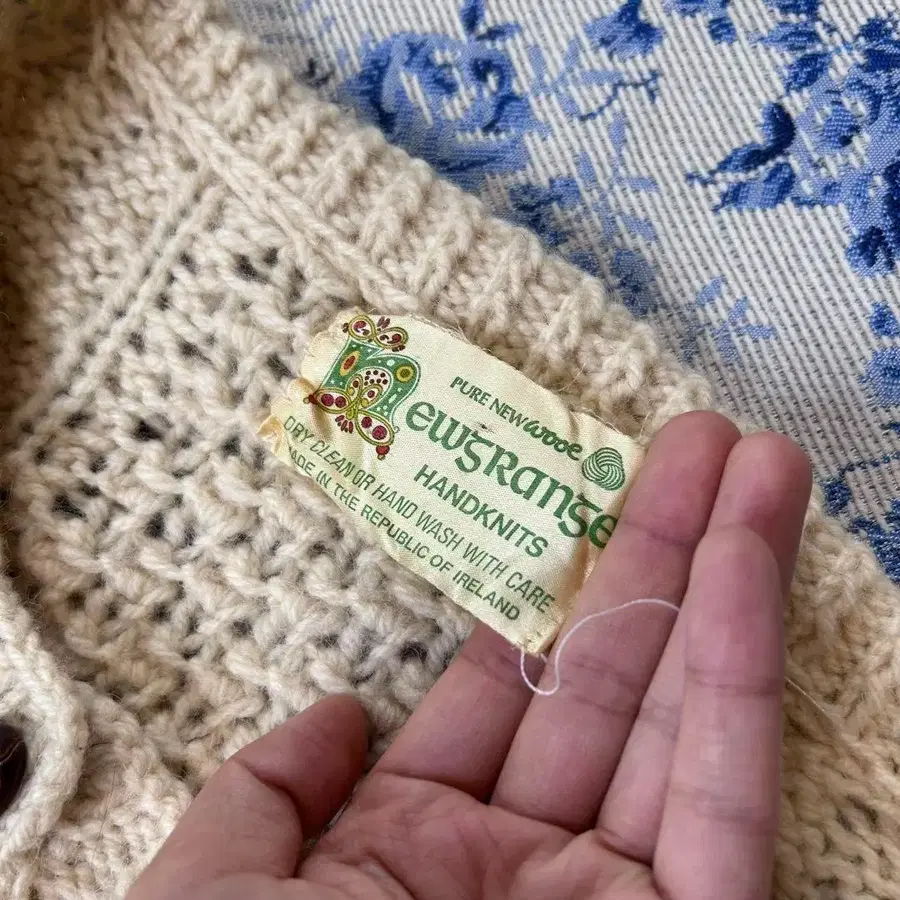 PURE NEW WOOL
Newgrange
HANDKNITS
DRY-CLEAN OR HAND WASH WITH CARE
MADE IN THE REPUBLIC OF IRELAND